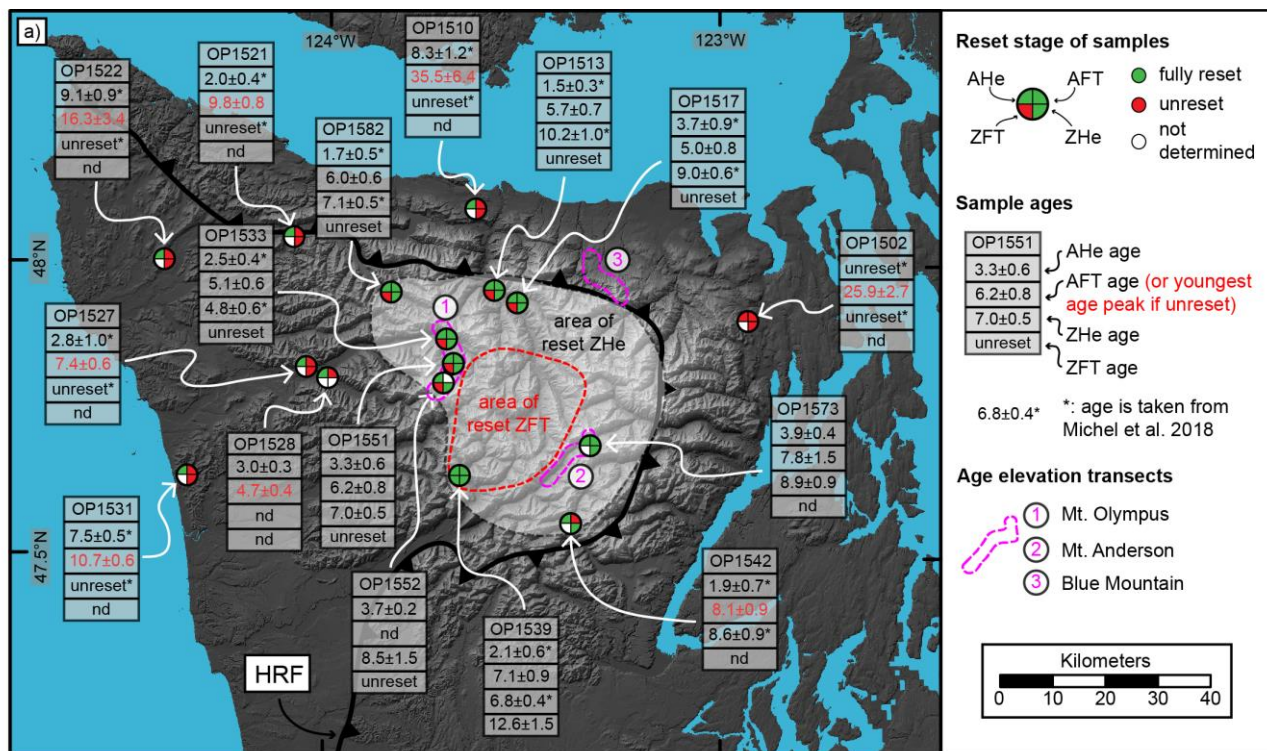 a)
124°W
123°W
48°N
47.5°N
OP1522
9.1±0.9*
16.3±3.4
unreset*
nd
OP1521
2.0±0.4*
9.8±0.8
unreset*
nd
OP1510
8.3±1.2*
35.5±6.4
unreset*
nd
OP1513
1.5±0.3*
5.7±0.7
10.2±1.0*
unreset
OP1517
3.7±0.9*
5.0±0.8
9.0±0.6*
unreset
OP1582
1.7±0.5*
6.0±0.6
7.1±0.5*
unreset
OP1533
2.5±0.4*
5.1±0.6
4.8±0.6*
unreset
OP1502
unreset*
25.9±2.7
unreset*
nd
OP1527
2.8±1.0*
7.4±0.6
unreset*
nd
OP1528
3.0±0.3
4.7±0.4
nd
nd
OP1551
3.3±0.6
6.2±0.8
7.0±0.5
unreset
OP1573
3.9±0.4
7.8±1.5
8.9±0.9
nd
OP1531
7.5±0.5*
10.7±0.6
unreset*
nd
OP1552
3.7±0.2
nd
8.5±1.5
unreset
OP1539
2.1±0.6*
7.1±0.9
6.8±0.4*
12.6±1.5
OP1542
1.9±0.7*
8.1±0.9
8.6±0.9*
nd
1
2
3
area of
reset ZHe
area of
reset ZFT
HRF
Reset stage of samples
AHe
AFT
ZFT
ZHe
fully reset
unreset
not
determined
Sample ages
OP1551
3.3±0.6
6.2±0.8
7.0±0.5
unreset
AHe age
AFT age (or youngest
age peak if unreset)
ZHe age
ZFT age
6.8±0.4*
*: age is taken from
Michel et al. 2018
Age elevation transects
1 Mt. Olympus
2 Mt. Anderson
3 Blue Mountain
Kilometers
0 10 20 30 40